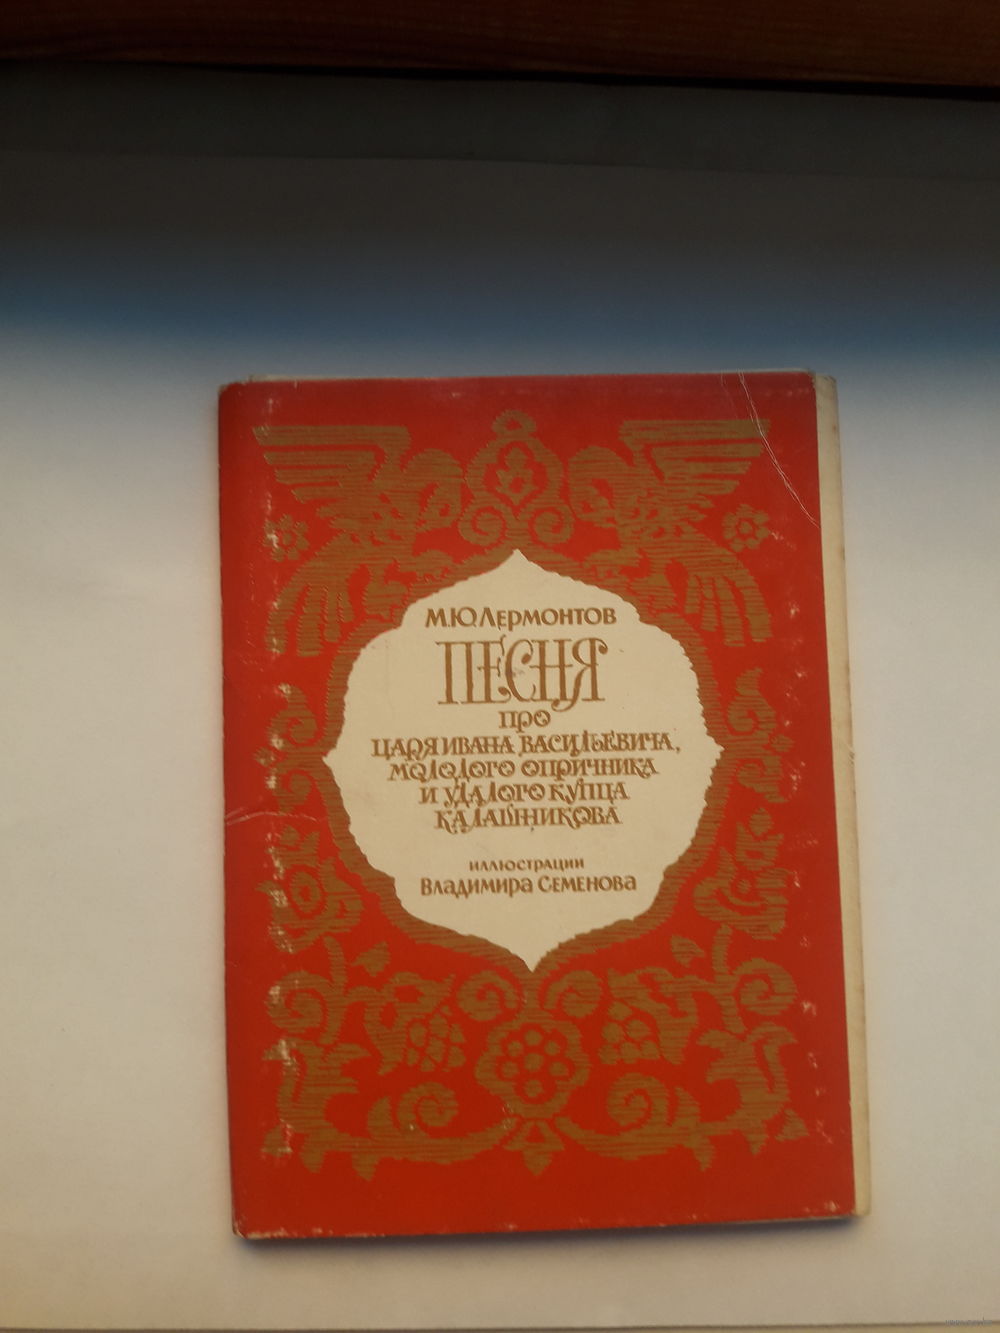 М.Ю.Лермонтов
ПЕСНЯ
про
царя Ивана Васильевича,
молодого опричника
и удалого купца
Калашникова
иллюстрации
Владимира Семенова